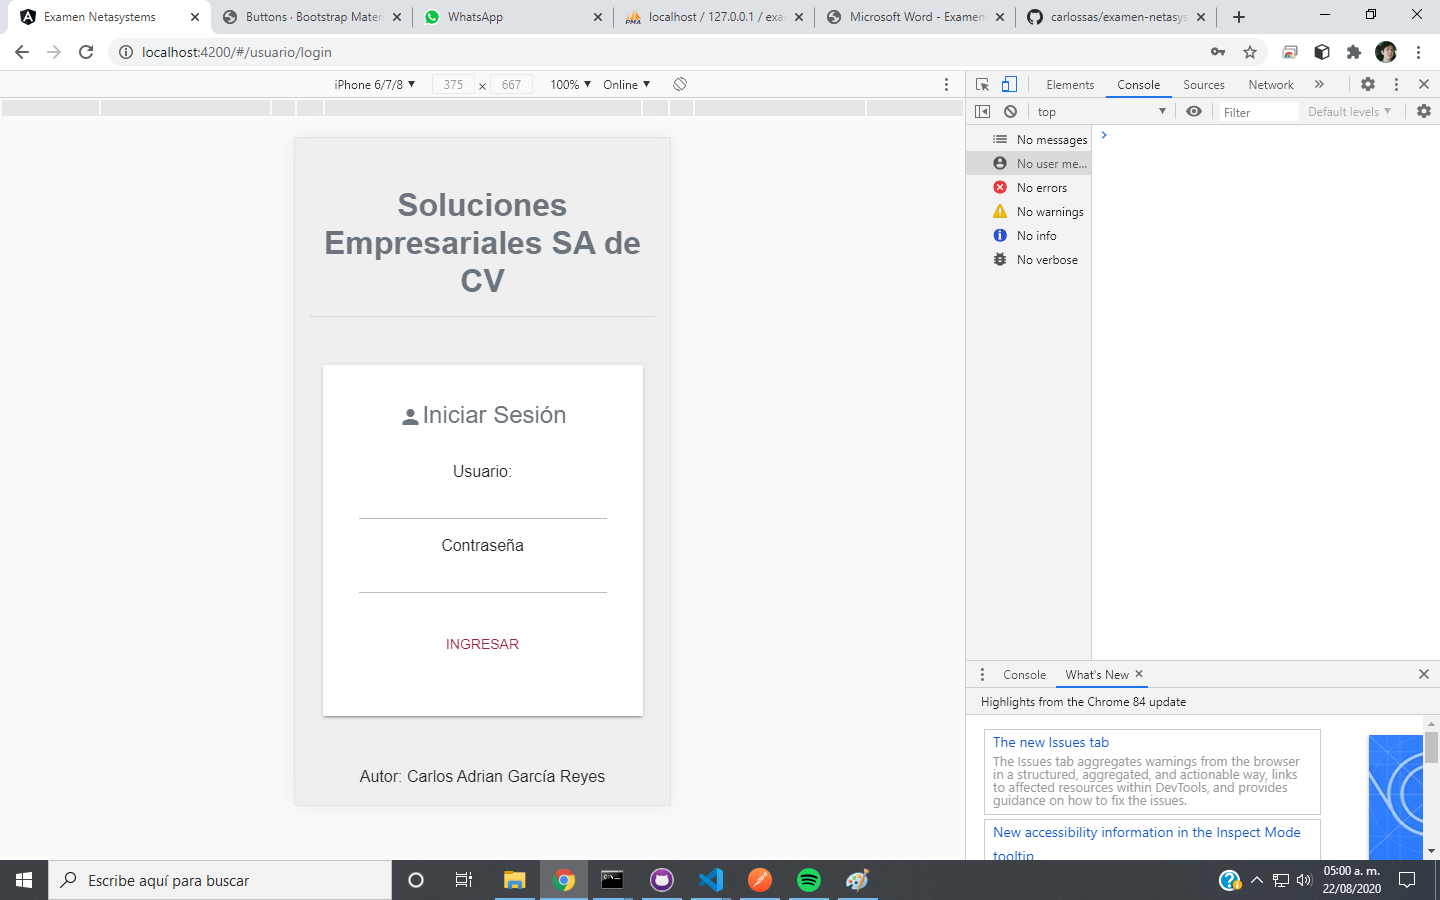 Examen Netasystems
Buttons · Bootstrap Mater
WhatsApp
localhost / 127.0.0.1 / exa
Microsoft Word - Examen
carlossas/examen-netasys
localhost:4200/#/usuario/login
iPhone 6/7/8 ▼ 375 × 667 100% ▼ Online ▼
Elements Console Sources Network »
top ▼ Filter Default levels ▼
No messages
No user me...
No errors
No warnings
No info
No verbose
Soluciones
Empresariales SA de
CV
Iniciar Sesión
Usuario:
Contraseña
INGRESAR
Autor: Carlos Adrian García Reyes
Console What's New ×
Highlights from the Chrome 84 update
The new Issues tab
The Issues tab aggregates warnings from the browser
in a structured, aggregated, and actionable way, links
to affected resources within DevTools, and provides
guidance on how to fix the issues.
New accessibility information in the Inspect Mode
tooltip
Escribe aquí para buscar
05:00 a. m.
22/08/2020